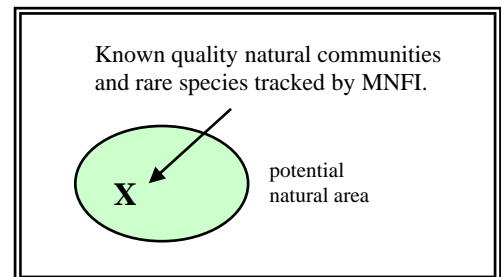 Known quality natural communities
and rare species tracked by MNFI.
X
potential
natural area